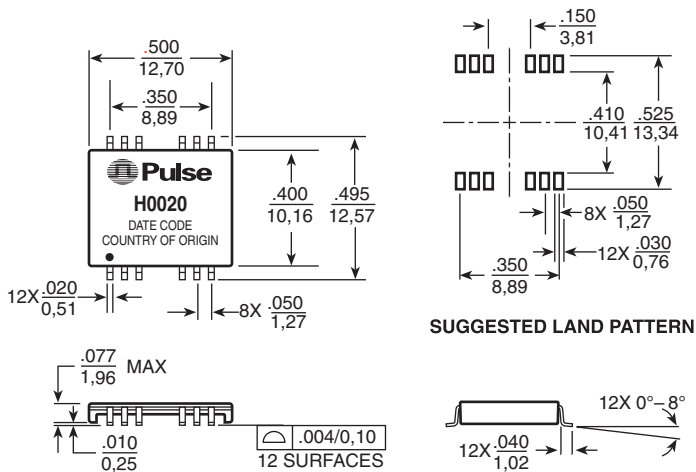 .500
12,70
.350
8,89
Pulse
H0020
DATE CODE
COUNTRY OF ORIGIN
.400
10,16
.495
12,57
12X .020
0,51
8X .050
1,27
.150
3,81
.410
10,41
.525
13,34
8X .050
1,27
12X .030
0,76
.350
8,89
SUGGESTED LAND PATTERN
.077
1,96
MAX
.010
0,25
.004/0,10
12 SURFACES
12X 0°–8°
12X .040
1,02